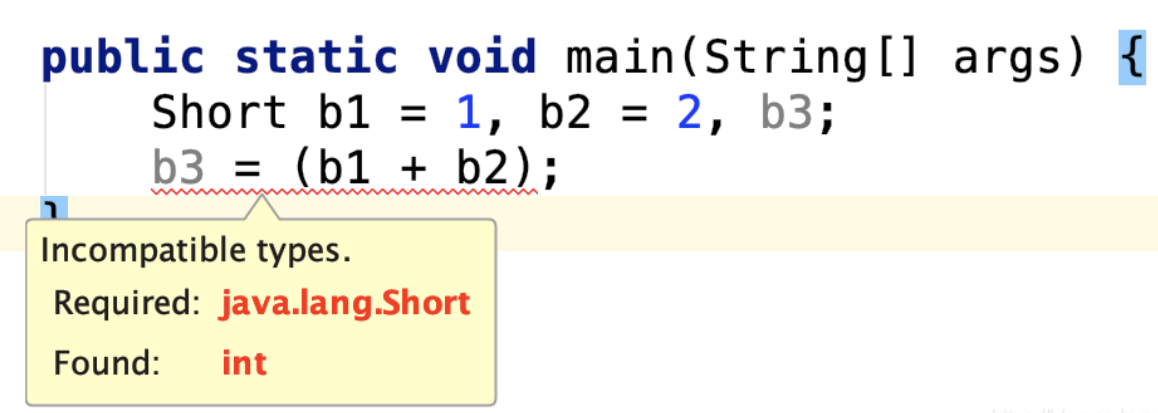 public static void main(String[] args) {
Short b1 = 1, b2 = 2, b3;
b3 = (b1 + b2);
}
Incompatible types.
Required: java.lang.Short
Found: int